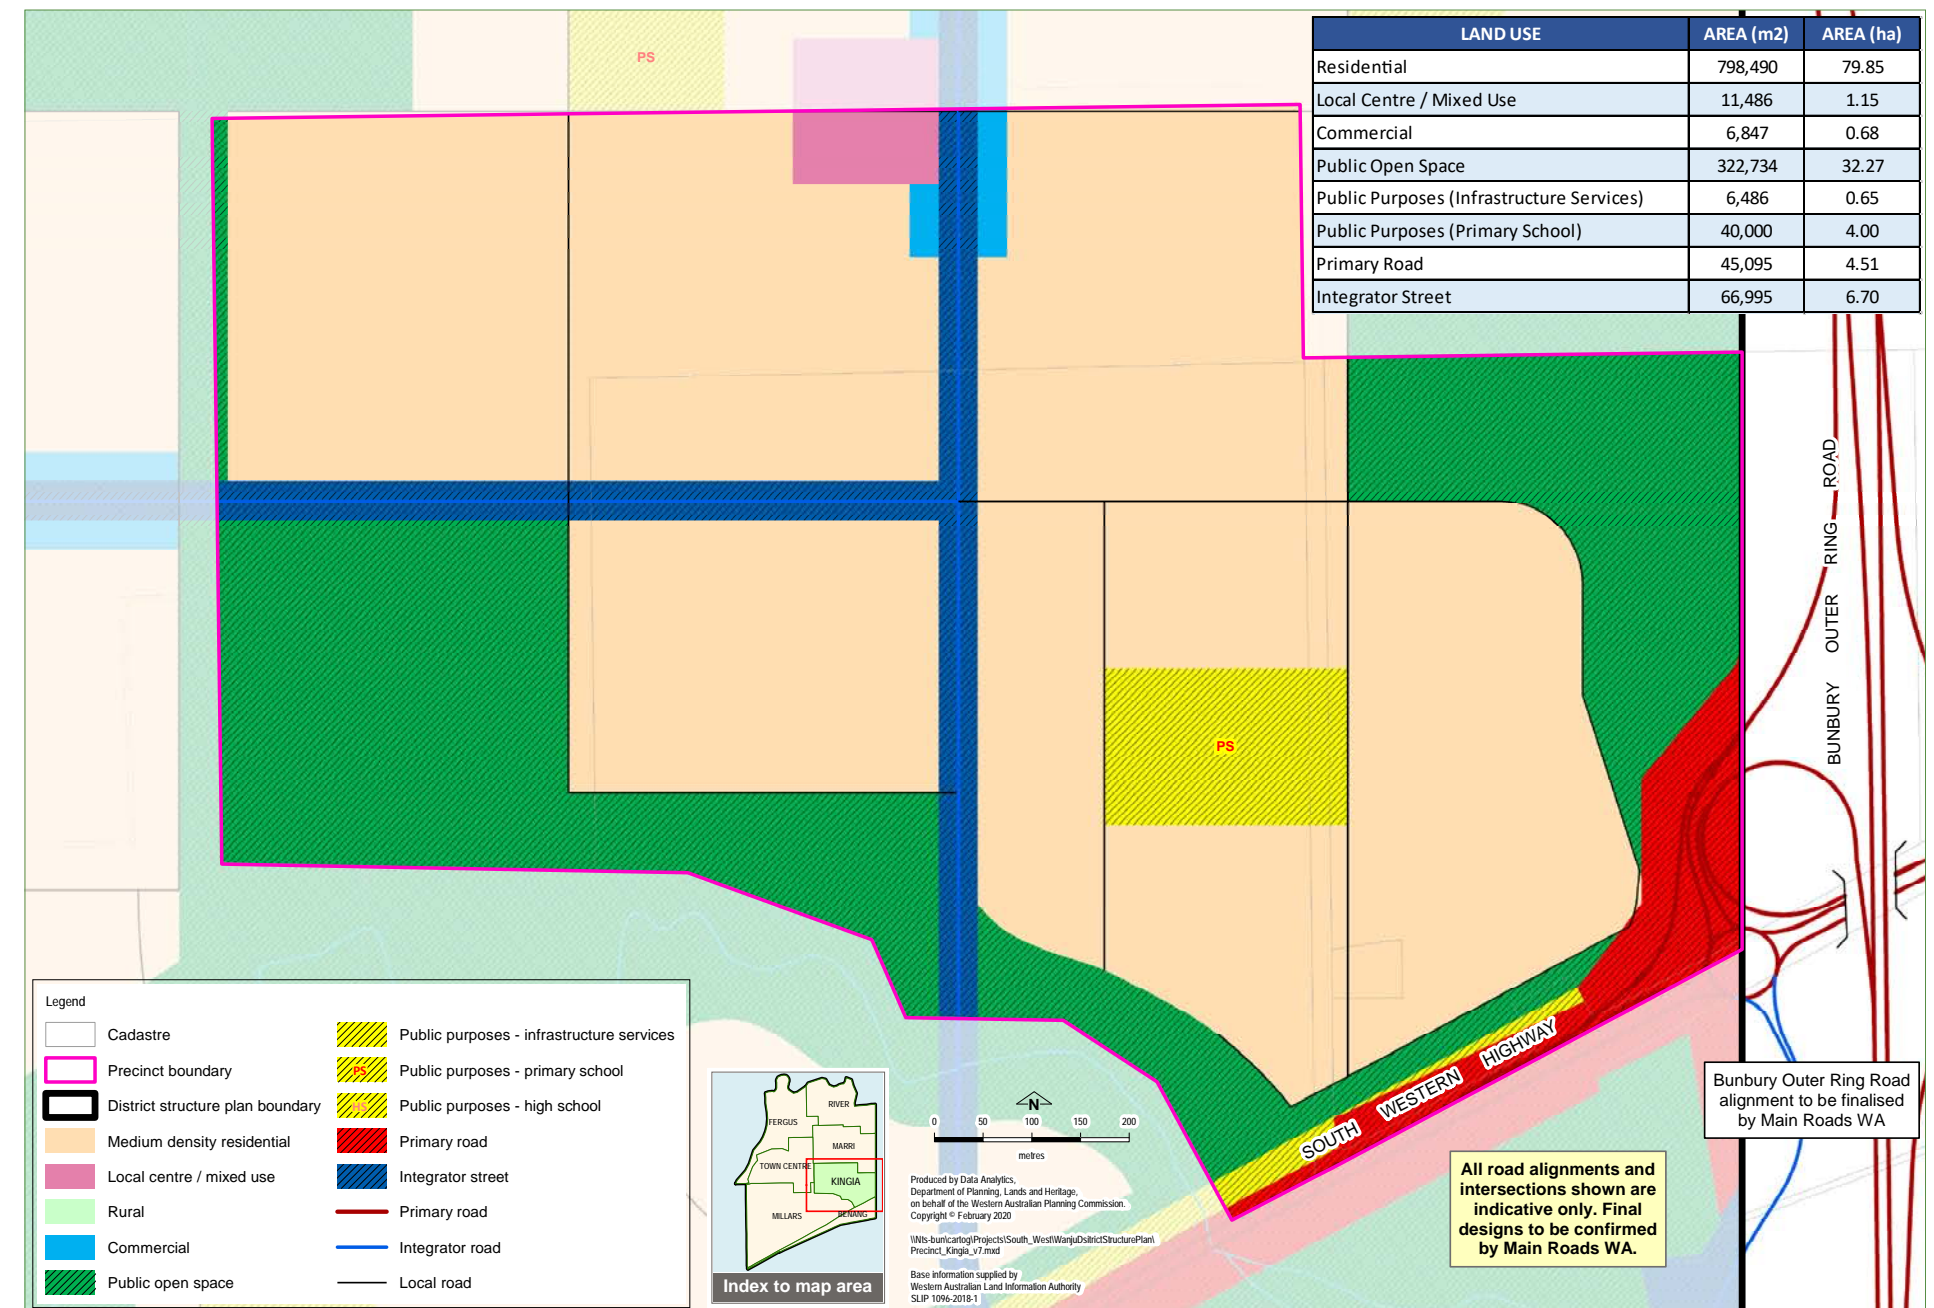 PS
LAND USE AREA (m2) AREA (ha)
Residential 798,490 79.85
Local Centre / Mixed Use 11,486 1.15
Commercial 6,847 0.68
Public Open Space 322,734 32.27
Public Purposes (Infrastructure Services) 6,486 0.65
Public Purposes (Primary School) 40,000 4.00
Primary Road 45,095 4.51
Integrator Street 66,995 6.70
BUNBURY OUTER RING ROAD
PS
SOUTH WESTERN HIGHWAY
Legend
Cadastre
Precinct boundary
District structure plan boundary
Medium density residential
Local centre / mixed use
Rural
Commercial
Public open space
Public purposes - infrastructure services
PS Public purposes - primary school
HS Public purposes - high school
Primary road
Integrator street
Primary road
Integrator road
Local road
RIVER
FERGUS
MARRI
TOWN CENTRE
KINGIA
MILLARS
BENANG
Index to map area
N
0 50 100 150 200
metres
Produced by Data Analytics,
Department of Planning, Lands and Heritage,
on behalf of the Western Australian Planning Commission.
Copyright © February 2020
\\Nts-bun\cartog\Projects\South_West\WanjuDsitrictStructurePlan\
Precinct_Kingia_v7.mxd
Base information supplied by
Western Australian Land Information Authority
SLIP 1096-2018-1
Bunbury Outer Ring Road
alignment to be finalised
by Main Roads WA
All road alignments and
intersections shown are
indicative only. Final
designs to be confirmed
by Main Roads WA.